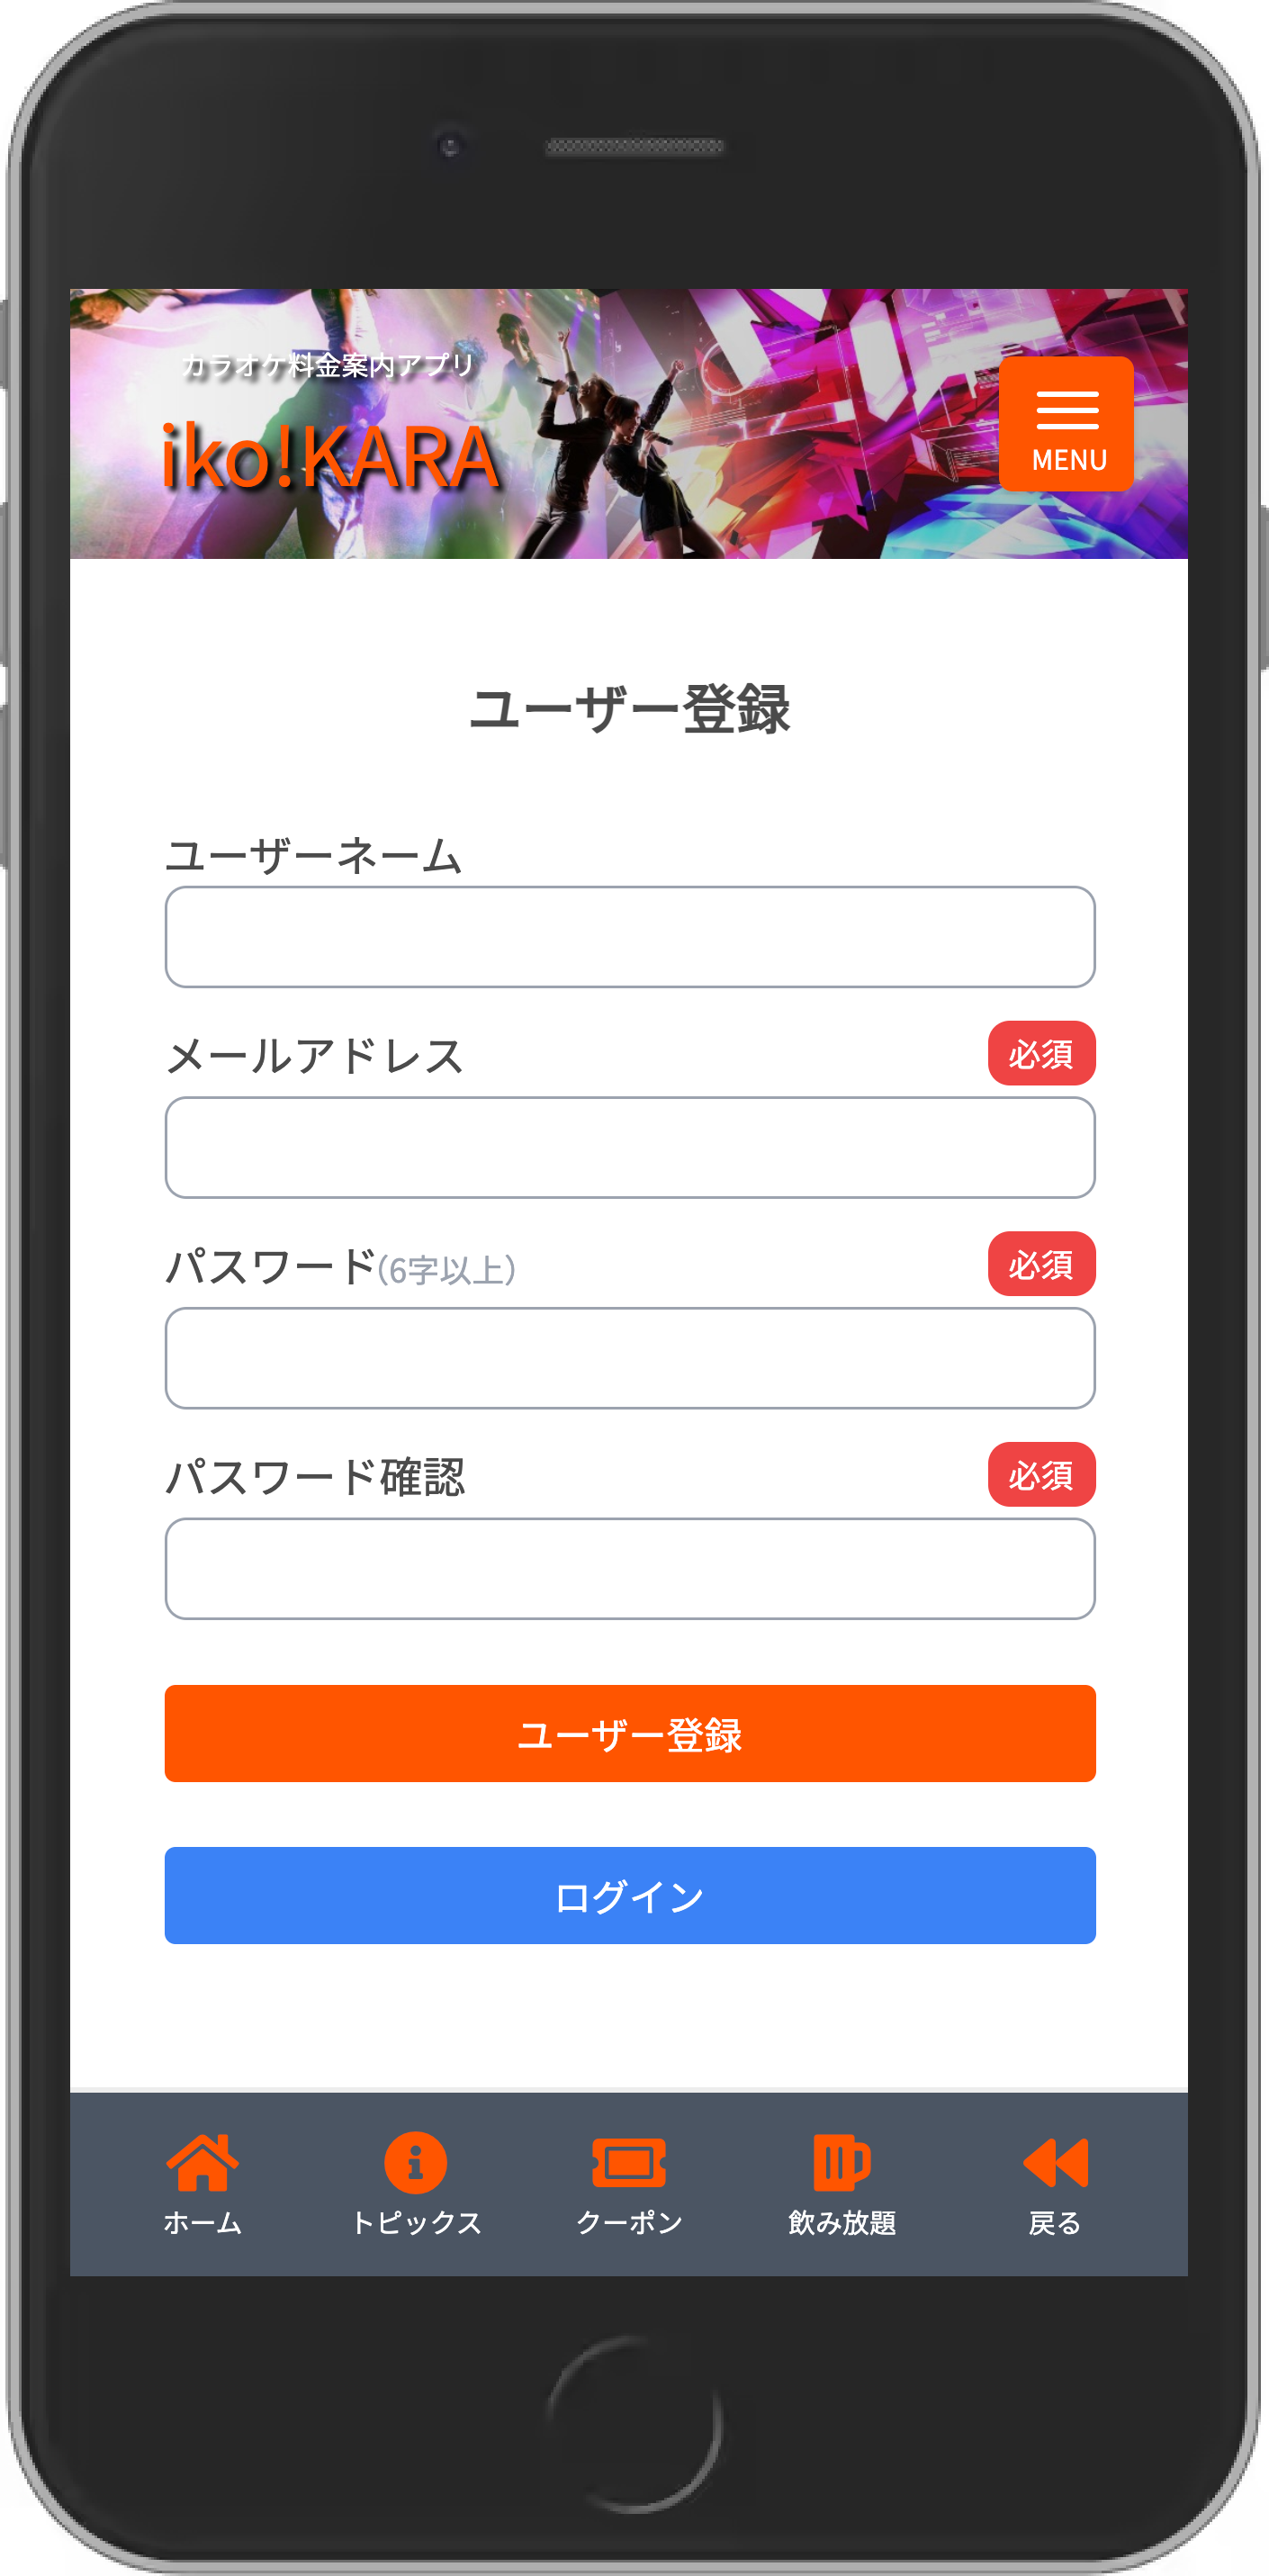 カラオケ料金案内アプリ
iko!KARA
MENU
ユーザー登録
ユーザーネーム
メールアドレス 必須
パスワード(6字以上) 必須
パスワード確認 必須
ユーザー登録
ログイン
ホーム トピックス クーポン 飲み放題 戻る